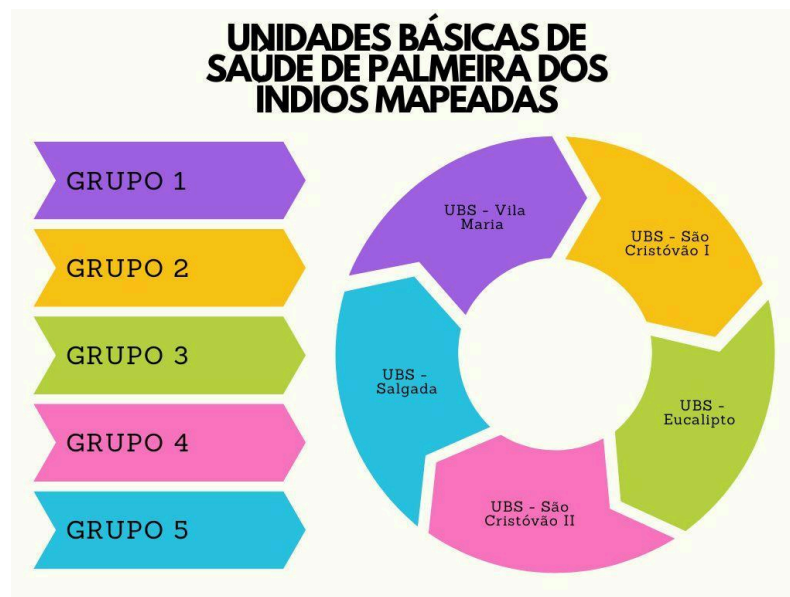 UNIDADES BÁSICAS DE
SAÚDE DE PALMEIRA DOS
ÍNDIOS MAPEADAS
GRUPO 1
GRUPO 2
GRUPO 3
GRUPO 4
GRUPO 5
UBS - Vila
Maria
UBS - São
Cristóvão I
UBS -
Eucalipto
UBS - São
Cristóvão II
UBS -
Salgada